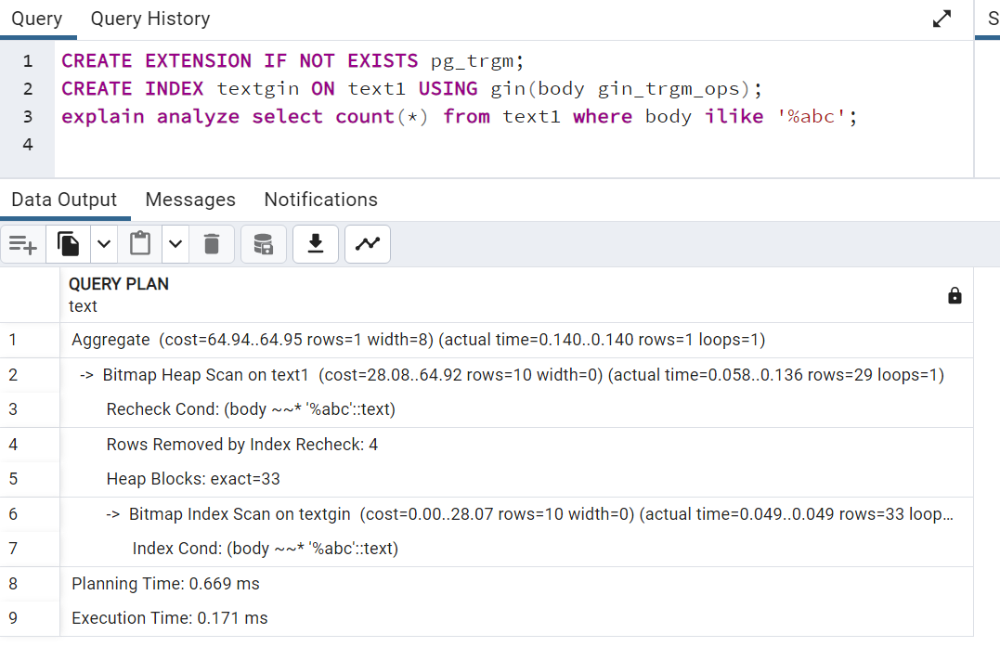 Query Query History
S
1 CREATE EXTENSION IF NOT EXISTS pg_trgm;
2 CREATE INDEX textgin ON text1 USING gin(body gin_trgm_ops);
3 explain analyze select count(*) from text1 where body ilike '%abc';
4
Data Output Messages Notifications
QUERY PLAN
text
1 Aggregate (cost=64.94..64.95 rows=1 width=8) (actual time=0.140..0.140 rows=1 loops=1)
2 -> Bitmap Heap Scan on text1 (cost=28.08..64.92 rows=10 width=0) (actual time=0.058..0.136 rows=29 loops=1)
3 Recheck Cond: (body ~~* '%abc'::text)
4 Rows Removed by Index Recheck: 4
5 Heap Blocks: exact=33
6 -> Bitmap Index Scan on textgin (cost=0.00..28.07 rows=10 width=0) (actual time=0.049..0.049 rows=33 loop...
7 Index Cond: (body ~~* '%abc'::text)
8 Planning Time: 0.669 ms
9 Execution Time: 0.171 ms